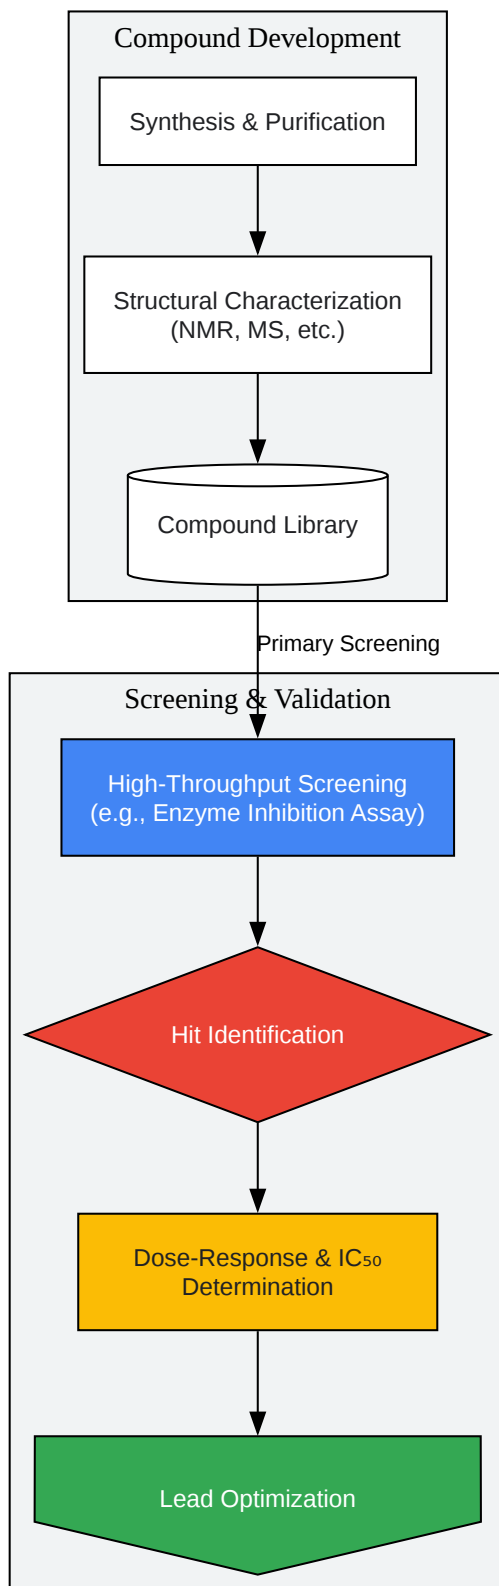 Compound Development
Synthesis & Purification
Structural Characterization
(NMR, MS, etc.)
Compound Library
Primary Screening
Screening & Validation
High-Throughput Screening
(e.g., Enzyme Inhibition Assay)
Hit Identification
Dose-Response & IC₅₀
Determination
Lead Optimization